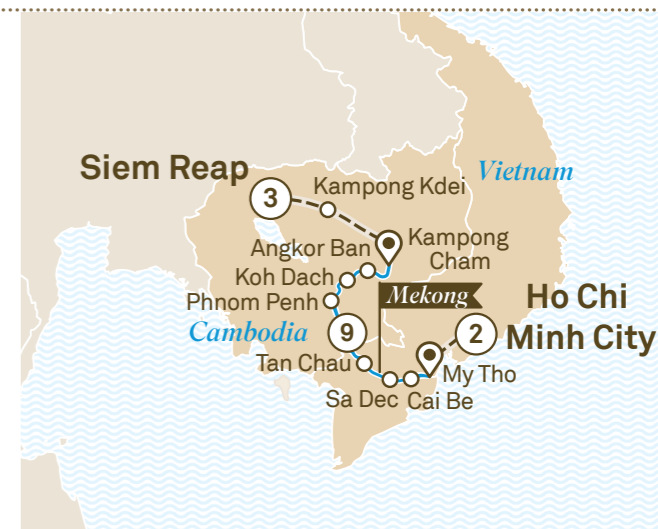 Vietnam
Siem Reap
3
Kampong Kdei
Kampong
Cham
Angkor Ban
Koh Dach
Phnom Penh
Mekong
Ho Chi
Minh City
Cambodia
9
2
Tan Chau
My Tho
Sa Dec
Cai Be